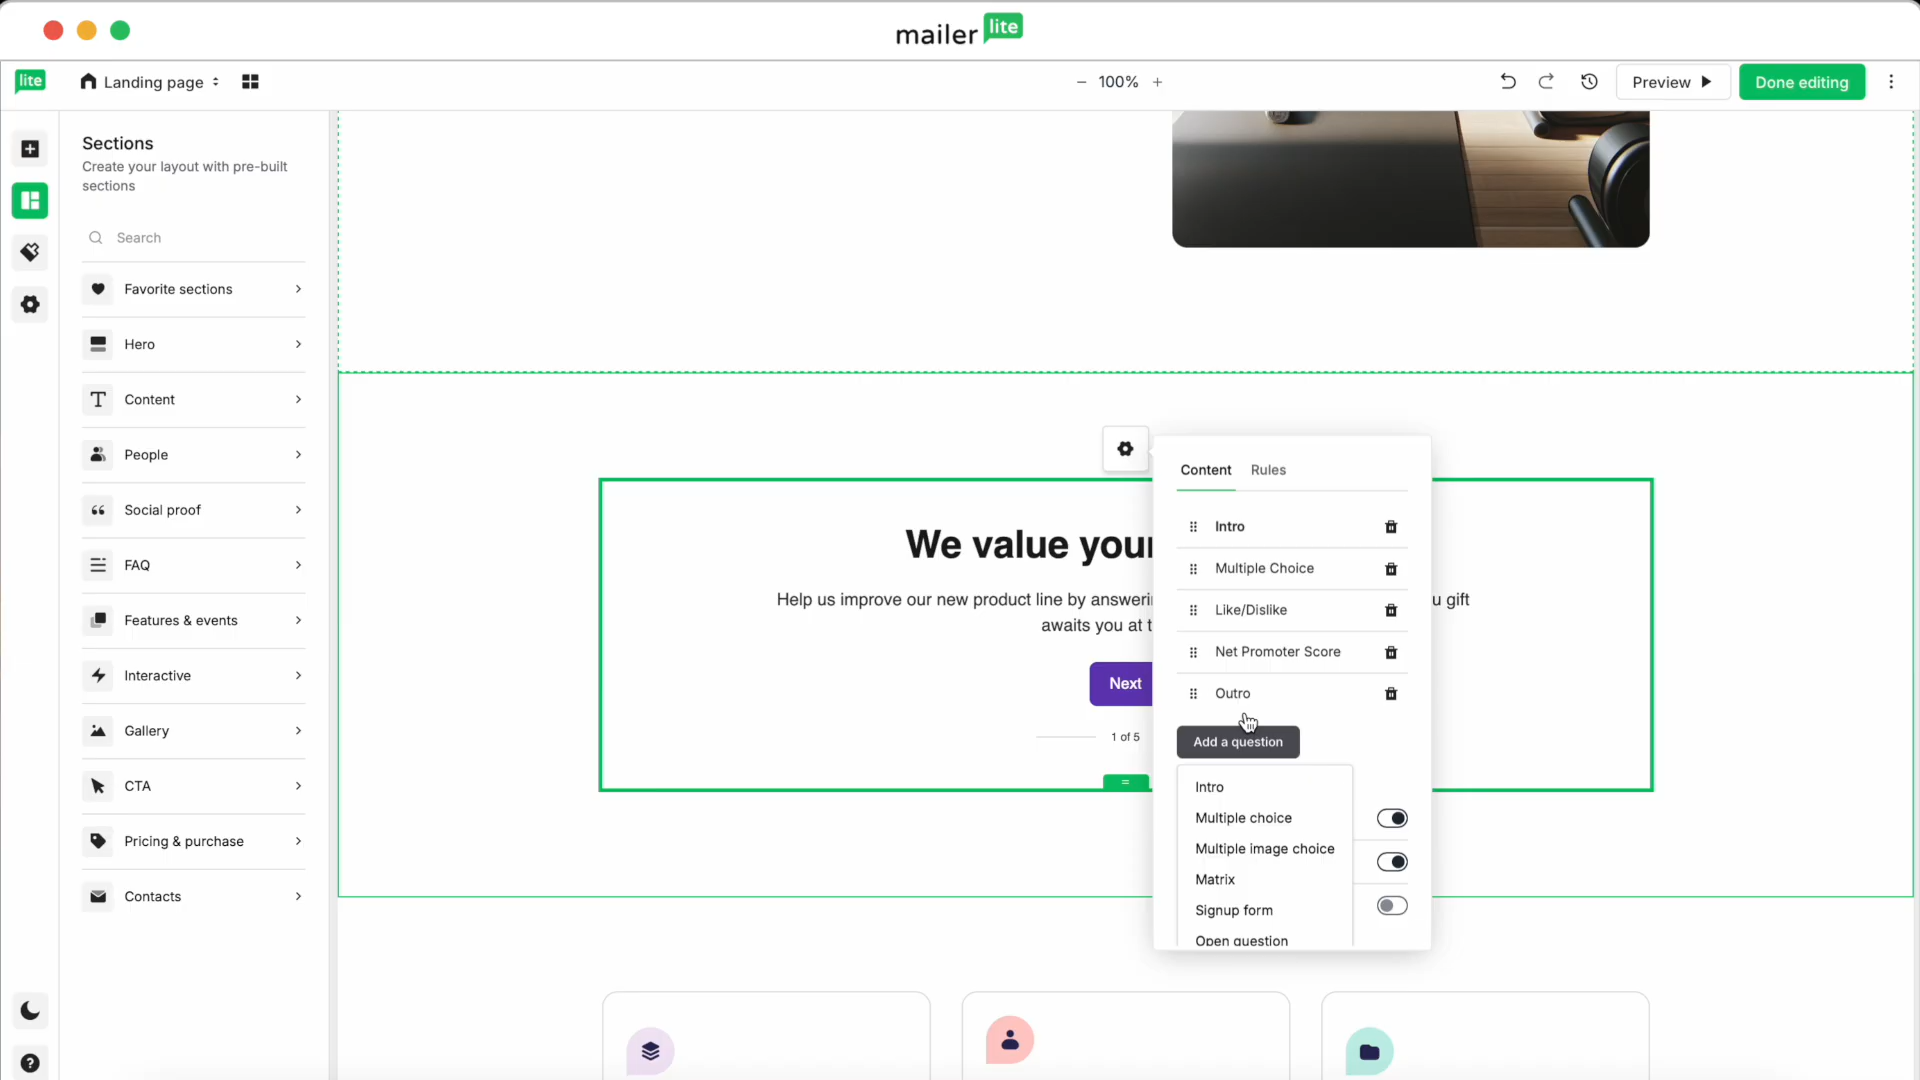 mailer lite
lite
Landing page
100%
Preview
Done editing
Sections
Create your layout with pre-built
sections
Search
Favorite sections
Hero
Content
People
Social proof
FAQ
Features & events
Interactive
Gallery
CTA
Pricing & purchase
Contacts
We value your
Help us improve our new product line by answeri
u gift
awaits you at t
Next
1 of 5
Content Rules
Intro
Multiple Choice
Like/Dislike
Net Promoter Score
Outro
Add a question
Intro
Multiple choice
Multiple image choice
Matrix
Signup form
Open question